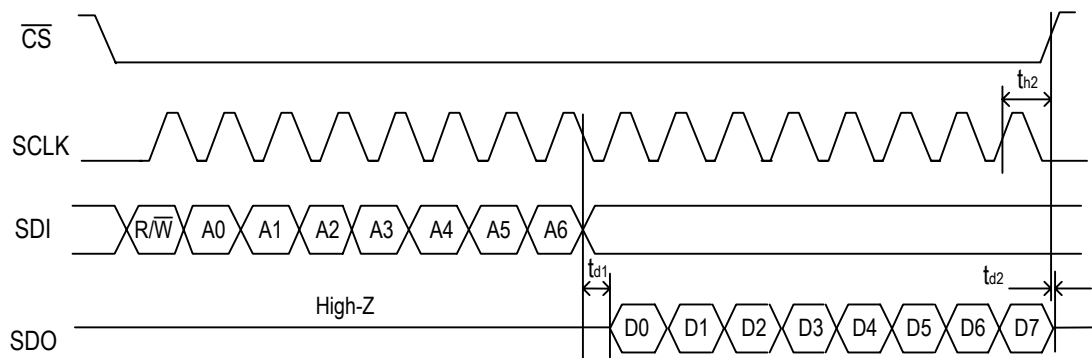 CS
th2
SCLK
SDI R/W A0 A1 A2 A3 A4 A5 A6
td1 td2
High-Z
SDO D0 D1 D2 D3 D4 D5 D6 D7